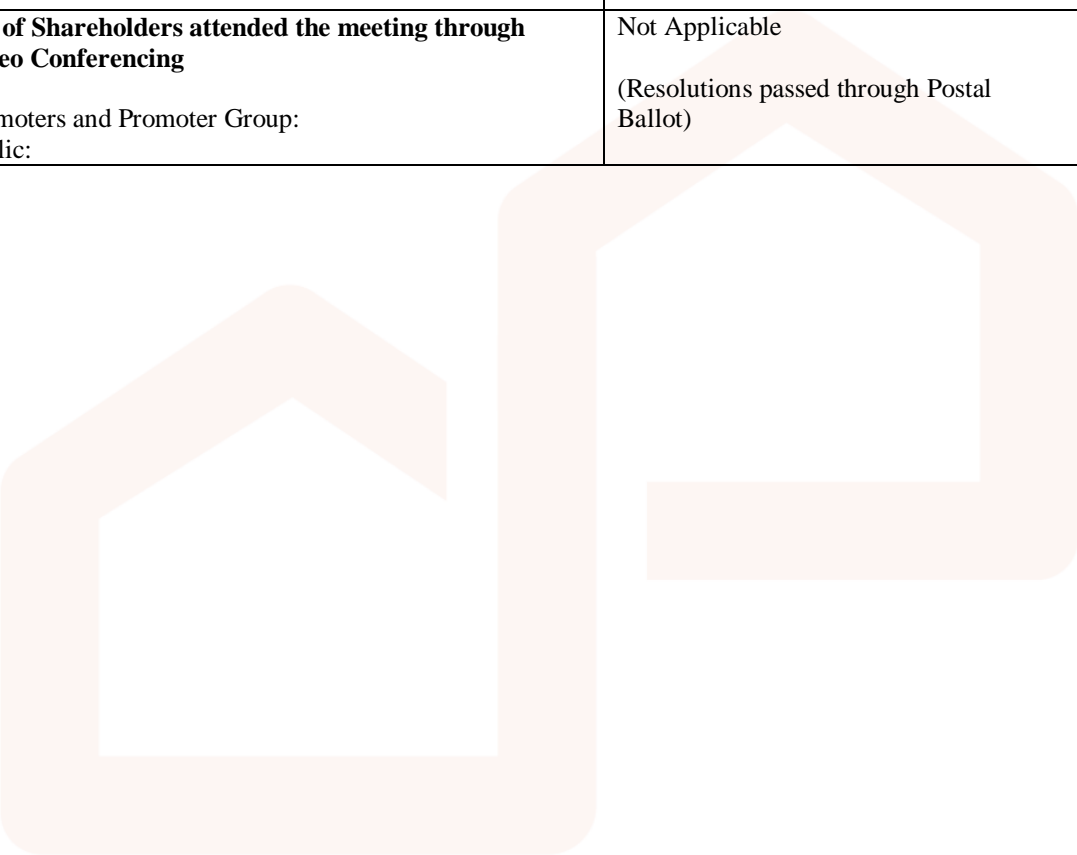 of Shareholders attended the meeting through
eo Conferencing
moters and Promoter Group:
lic:
Not Applicable
(Resolutions passed through Postal
Ballot)